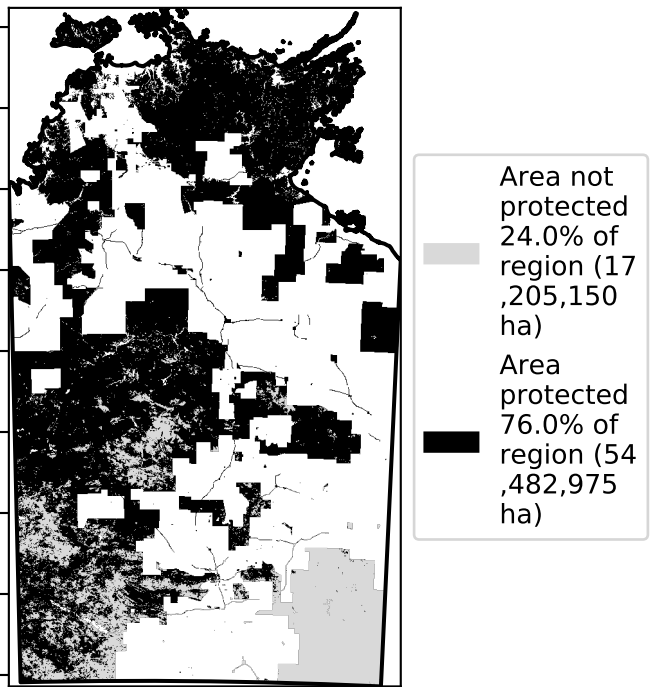 Area not
protected
24.0% of
region (17
,205,150
ha)
Area
protected
76.0% of
region (54
,482,975
ha)